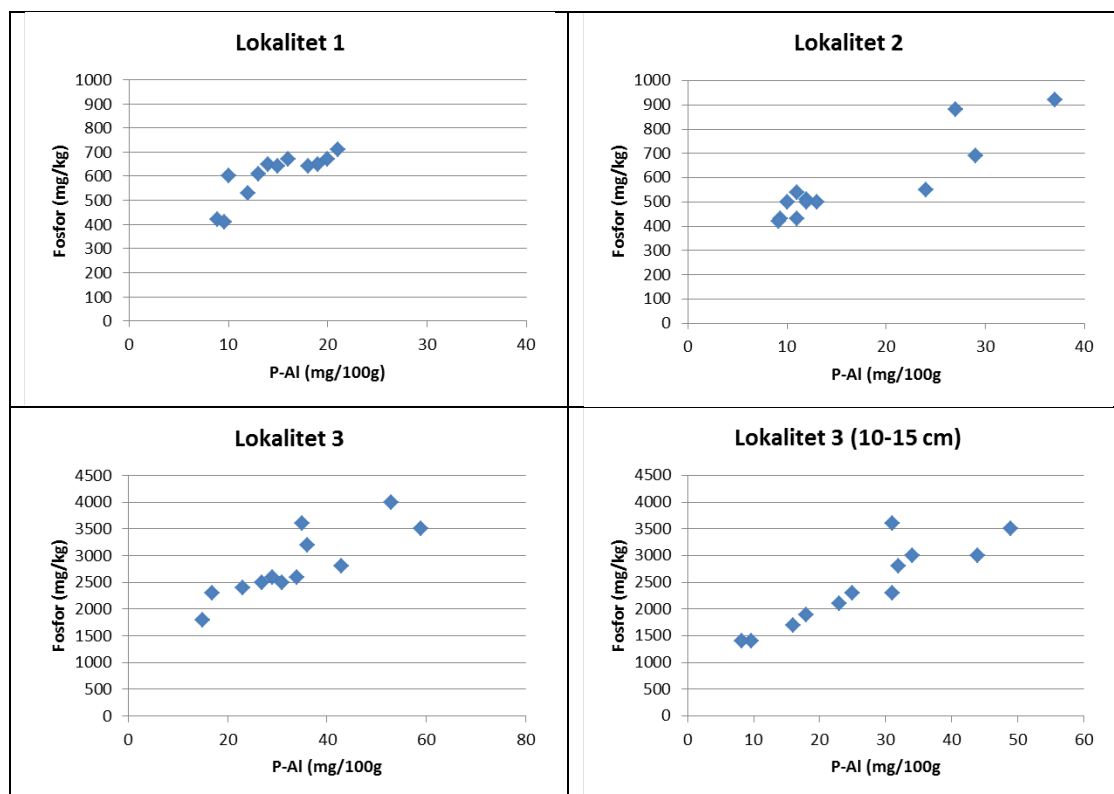 Lokalitet 1
1000
900
800
700
600
500
400
300
200
100
0
Fosfor (mg/kg)
0 10 20 30 40
P-Al (mg/100g)
Lokalitet 2
1000
900
800
700
600
500
400
300
200
100
0
Fosfor (mg/kg)
0 10 20 30 40
P-Al (mg/100g
Lokalitet 3
4500
4000
3500
3000
2500
2000
1500
1000
500
0
Fosfor (mg/kg)
0 20 40 60 80
P-Al (mg/100g
Lokalitet 3 (10-15 cm)
4500
4000
3500
3000
2500
2000
1500
1000
500
0
Fosfor (mg/kg)
0 10 20 30 40 50 60
P-Al (mg/100g